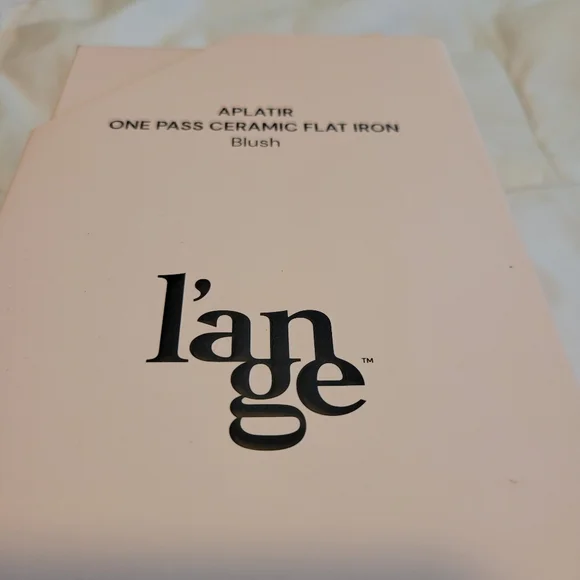 APLATIR
ONE PASS CERAMIC FLAT IRON
Blush
l'ange™